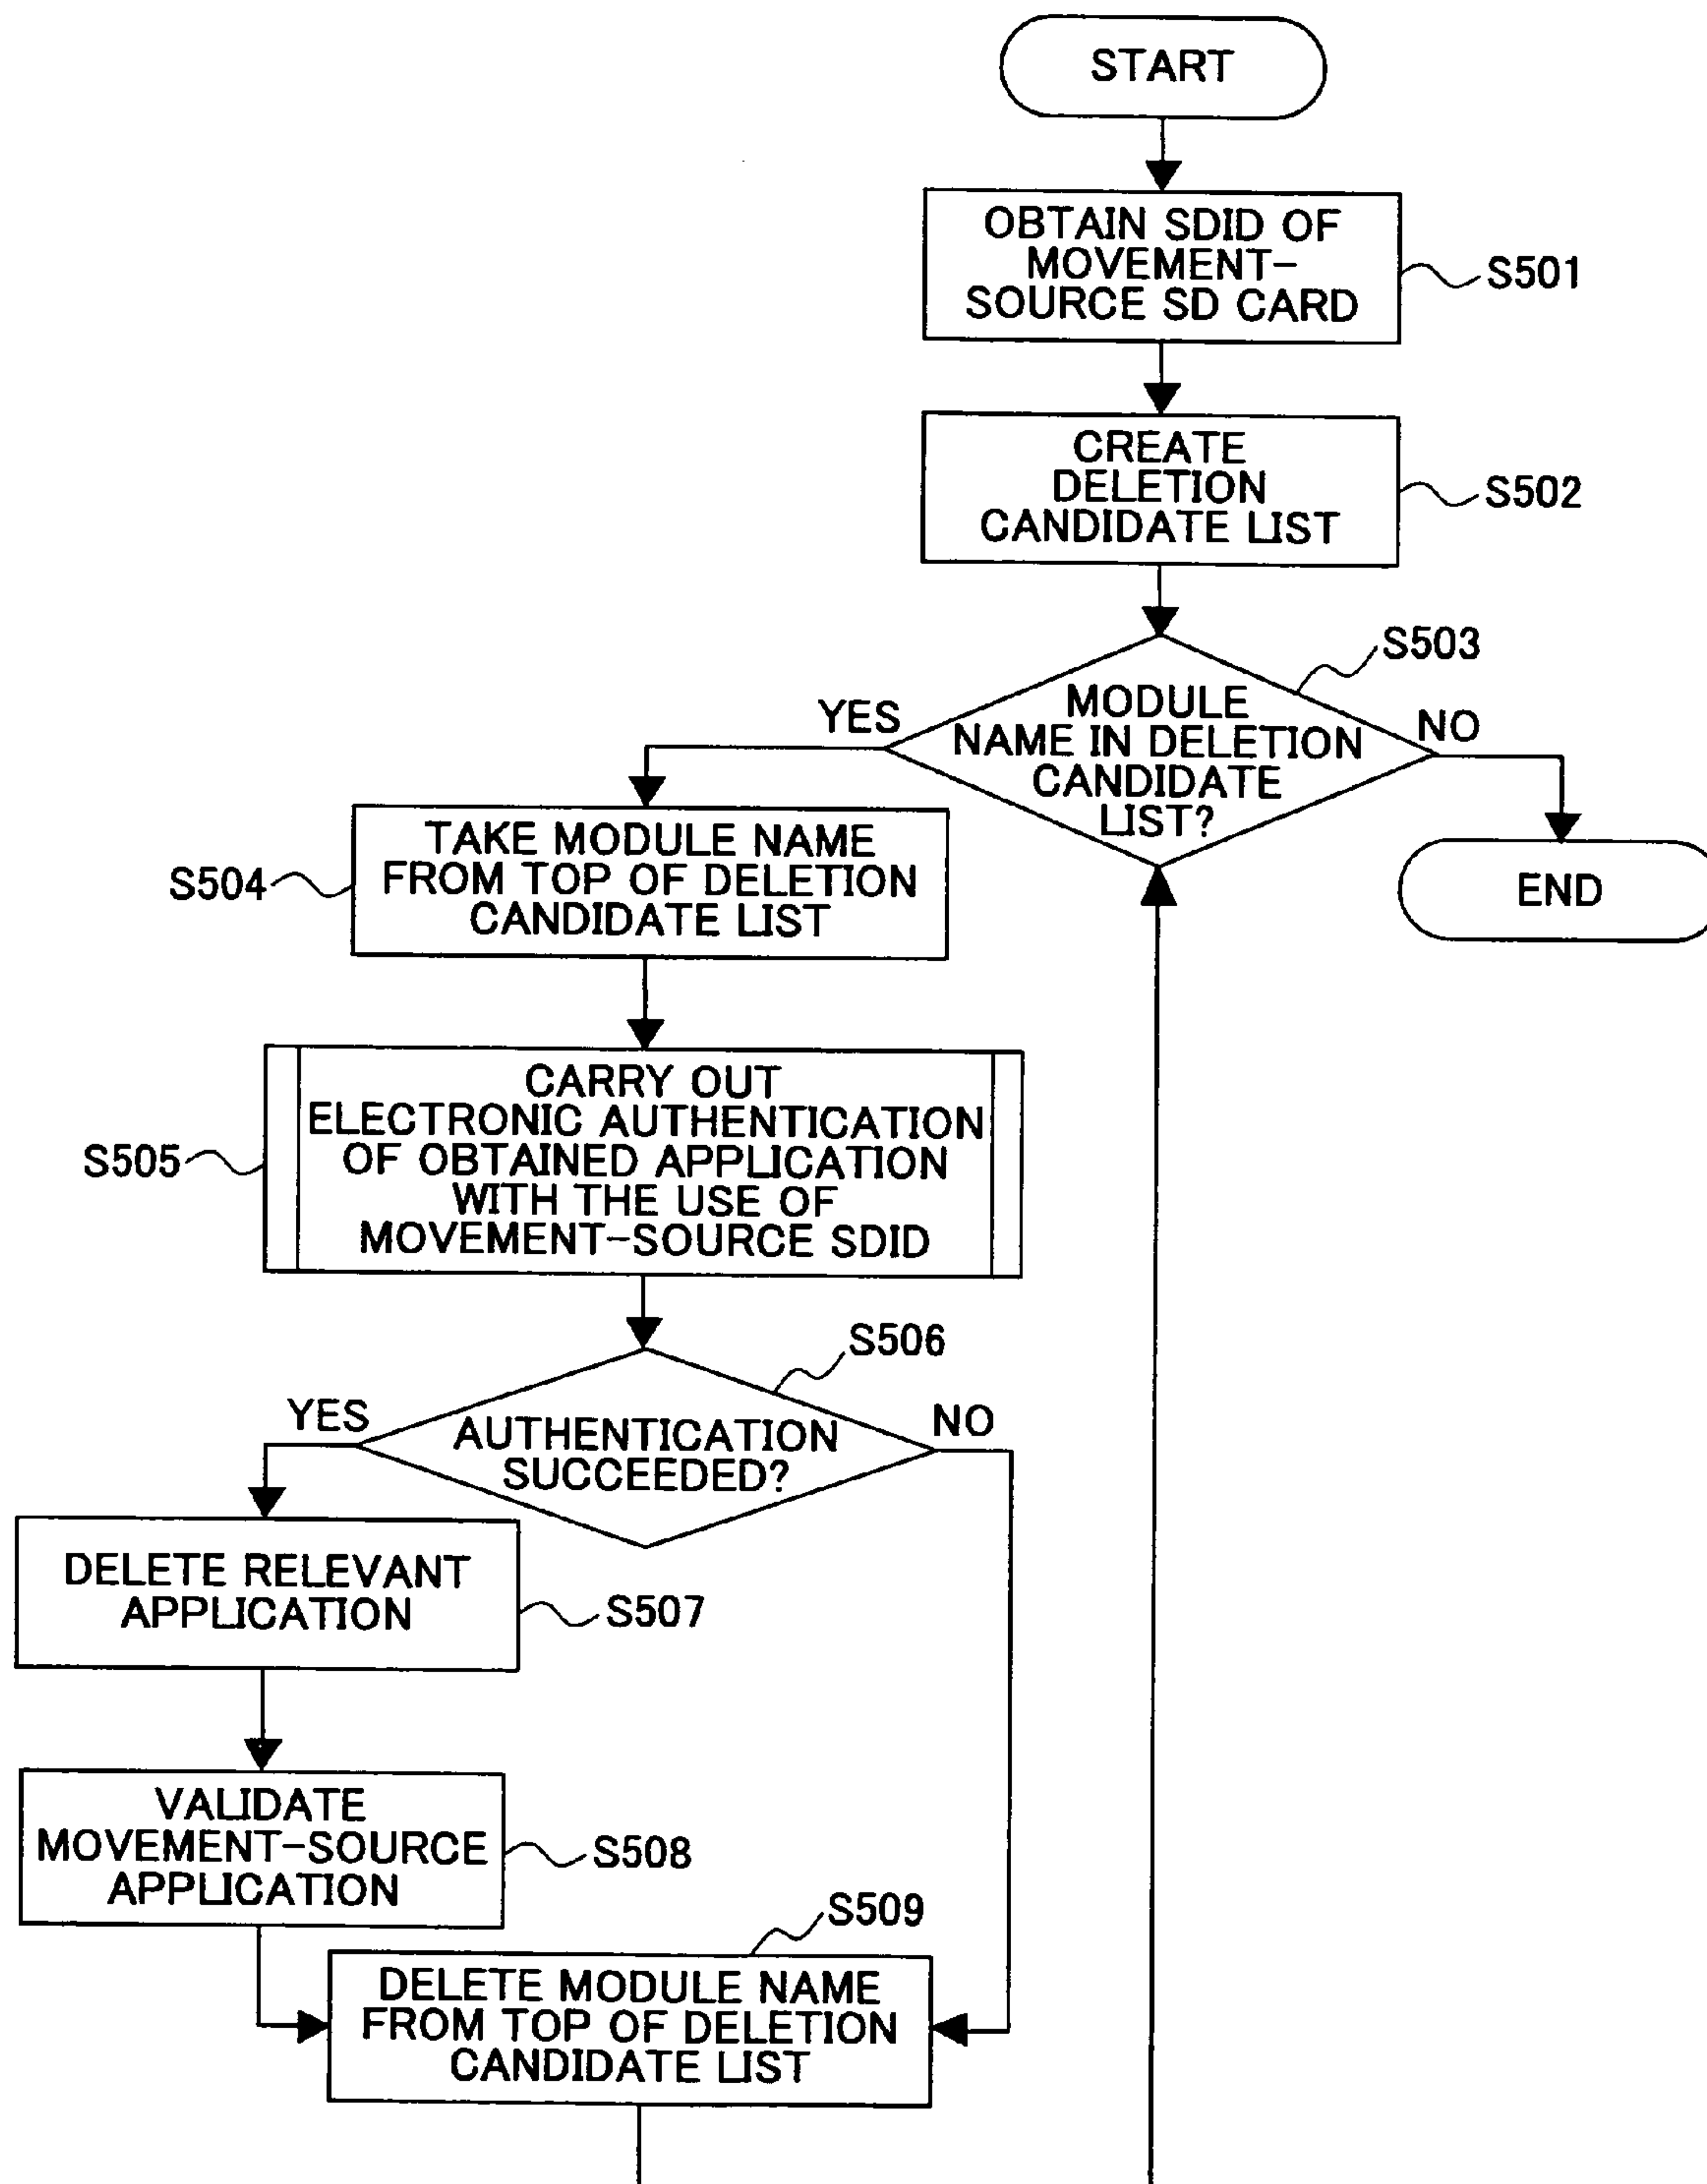 START
OBTAIN SDID OF
MOVEMENT-
SOURCE SD CARD
S501
CREATE
DELETION
CANDIDATE LIST
S502
S503
MODULE
NAME IN DELETION
CANDIDATE
LIST?
YES
NO
END
TAKE MODULE NAME
FROM TOP OF DELETION
CANDIDATE LIST
S504
CARRY OUT
ELECTRONIC AUTHENTICATION
OF OBTAINED APPLICATION
WITH THE USE OF
MOVEMENT-SOURCE SDID
S505
S506
AUTHENTICATION
SUCCEEDED?
YES
NO
DELETE RELEVANT
APPLICATION
S507
VALIDATE
MOVEMENT-SOURCE
APPLICATION
S508
S509
DELETE MODULE NAME
FROM TOP OF DELETION
CANDIDATE LIST